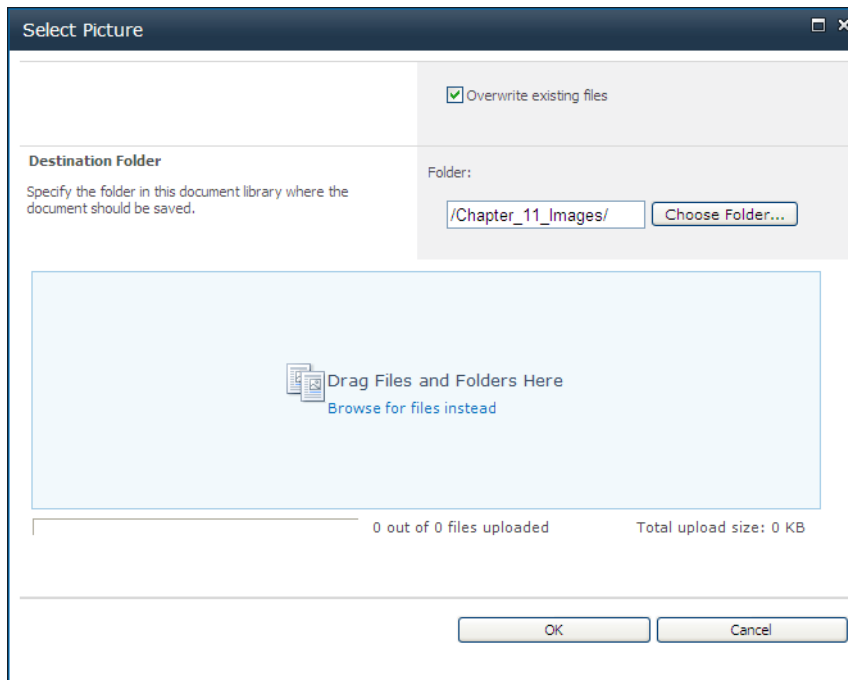 Select Picture
Overwrite existing files
Destination Folder
Specify the folder in this document library where the
document should be saved.
Folder:
/Chapter_11_Images/
Choose Folder...
Drag Files and Folders Here
Browse for files instead
0 out of 0 files uploaded
Total upload size: 0 KB
OK
Cancel